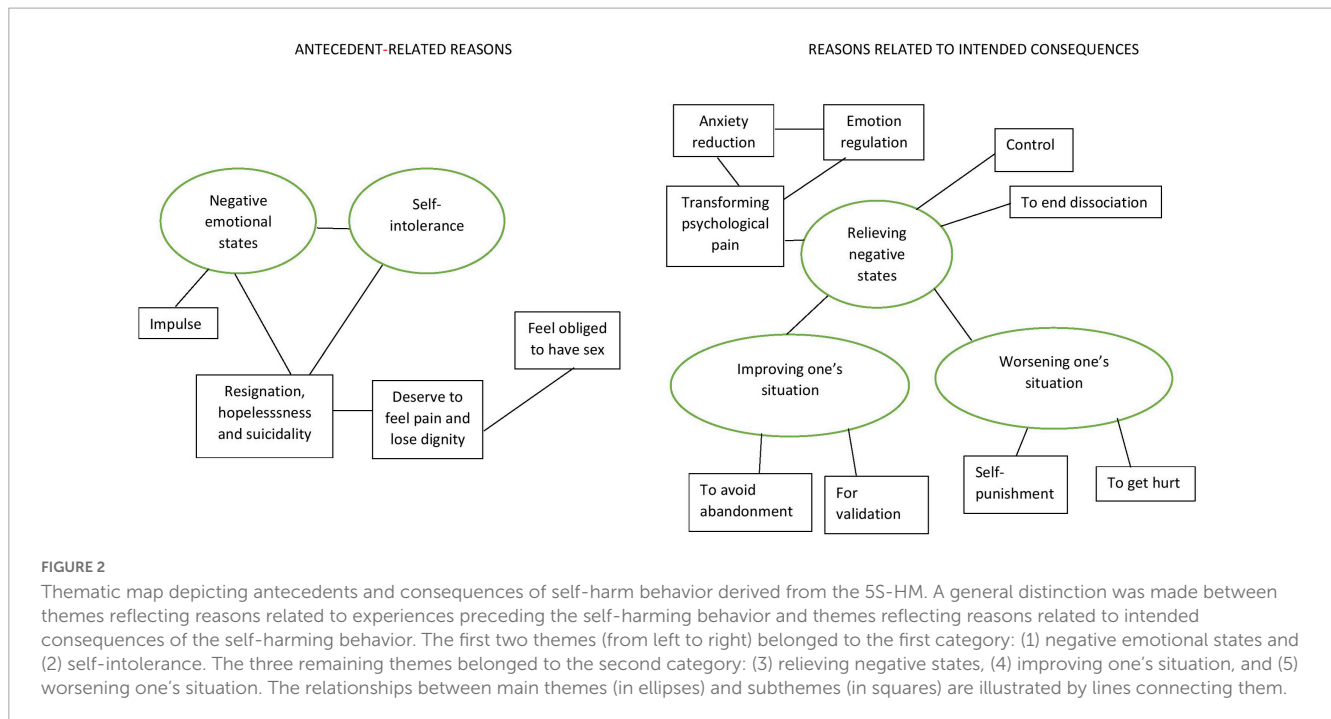 ANTECEDENT-RELATED REASONS
Negative
emotional
states
Self-
intolerance
Impulse
Resignation,
hopelesssness
and suicidality
Deserve to
feel pain and
lose dignity
Feel obliged
to have sex
REASONS RELATED TO INTENDED CONSEQUENCES
Anxiety
reduction
Emotion
regulation
Control
Transforming
psychological
pain
To end dissociation
Relieving
negative
states
Improving one’s
situation
Worsening one’s
situation
To avoid
abandonment
For
validation
Self-
punishment
To get hurt
FIGURE 2
Thematic map depicting antecedents and consequences of self-harm behavior derived from the 5S-HM. A general distinction was made between
themes reflecting reasons related to experiences preceding the self-harming behavior and themes reflecting reasons related to intended
consequences of the self-harming behavior. The first two themes (from left to right) belonged to the first category: (1) negative emotional states and
(2) self-intolerance. The three remaining themes belonged to the second category: (3) relieving negative states, (4) improving one’s situation, and (5)
worsening one’s situation. The relationships between main themes (in ellipses) and subthemes (in squares) are illustrated by lines connecting them.